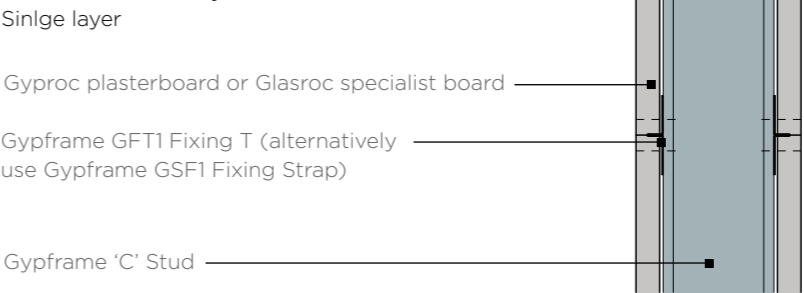 Sinlge layer
Gyproc plasterboard or Glasroc specialist board
Gypframe GFT1 Fixing T (alternatively
use Gypframe GSF1 Fixing Strap)
Gypframe ‘C’ Stud